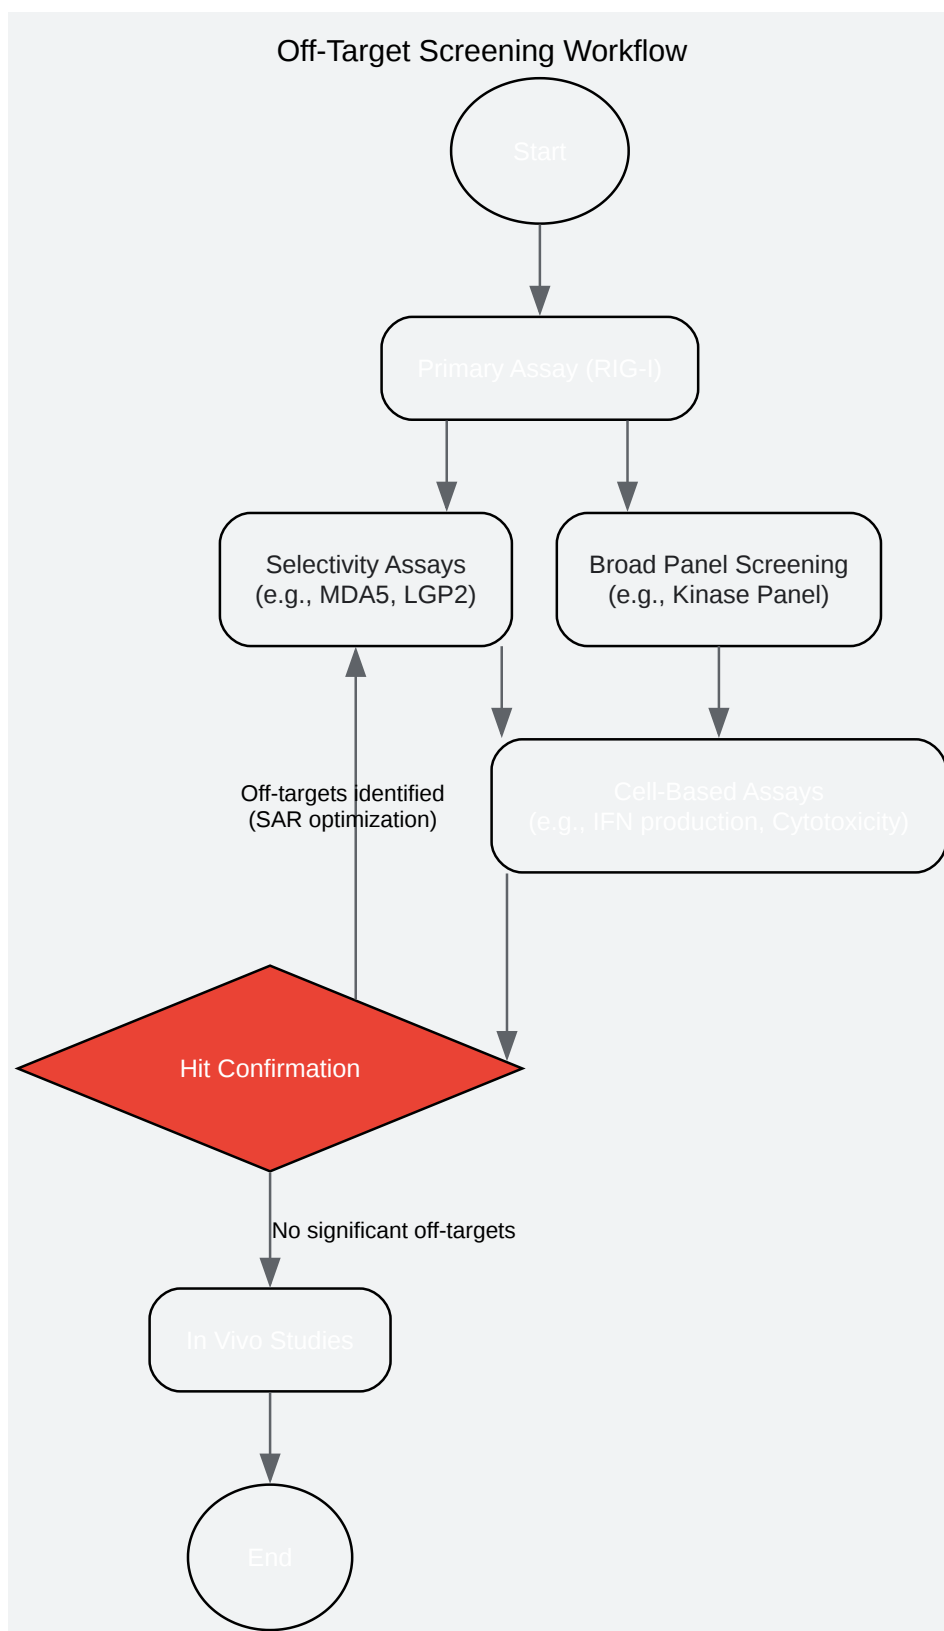 Off-Target Screening Workflow
Start
Primary Assay (RIG-I)
Selectivity Assays
(e.g., MDA5, LGP2)
Broad Panel Screening
(e.g., Kinase Panel)
Cell-Based Assays
(e.g., IFN production, Cytotoxicity)
Off-targets identified
(SAR optimization)
Hit Confirmation
No significant off-targets
In Vivo Studies
End